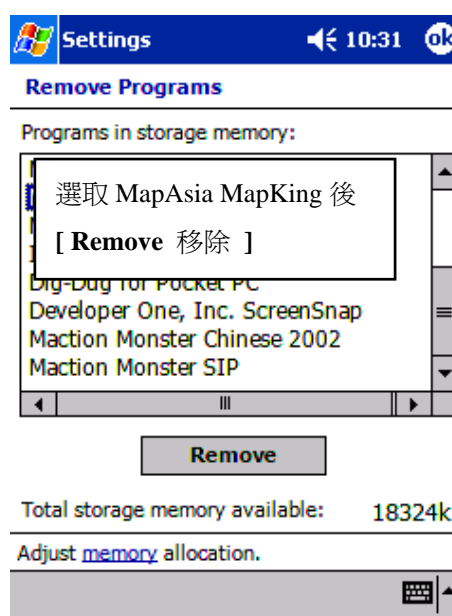 Settings
10:31
ok
Remove Programs
Programs in storage memory:
選取 MapAsia MapKing 後
[ Remove 移除 ]
Dig-Dug for Pocket PC
Developer One, Inc. ScreenSnap
Maction Monster Chinese 2002
Maction Monster SIP
Remove
Total storage memory available: 18324k
Adjust memory allocation.